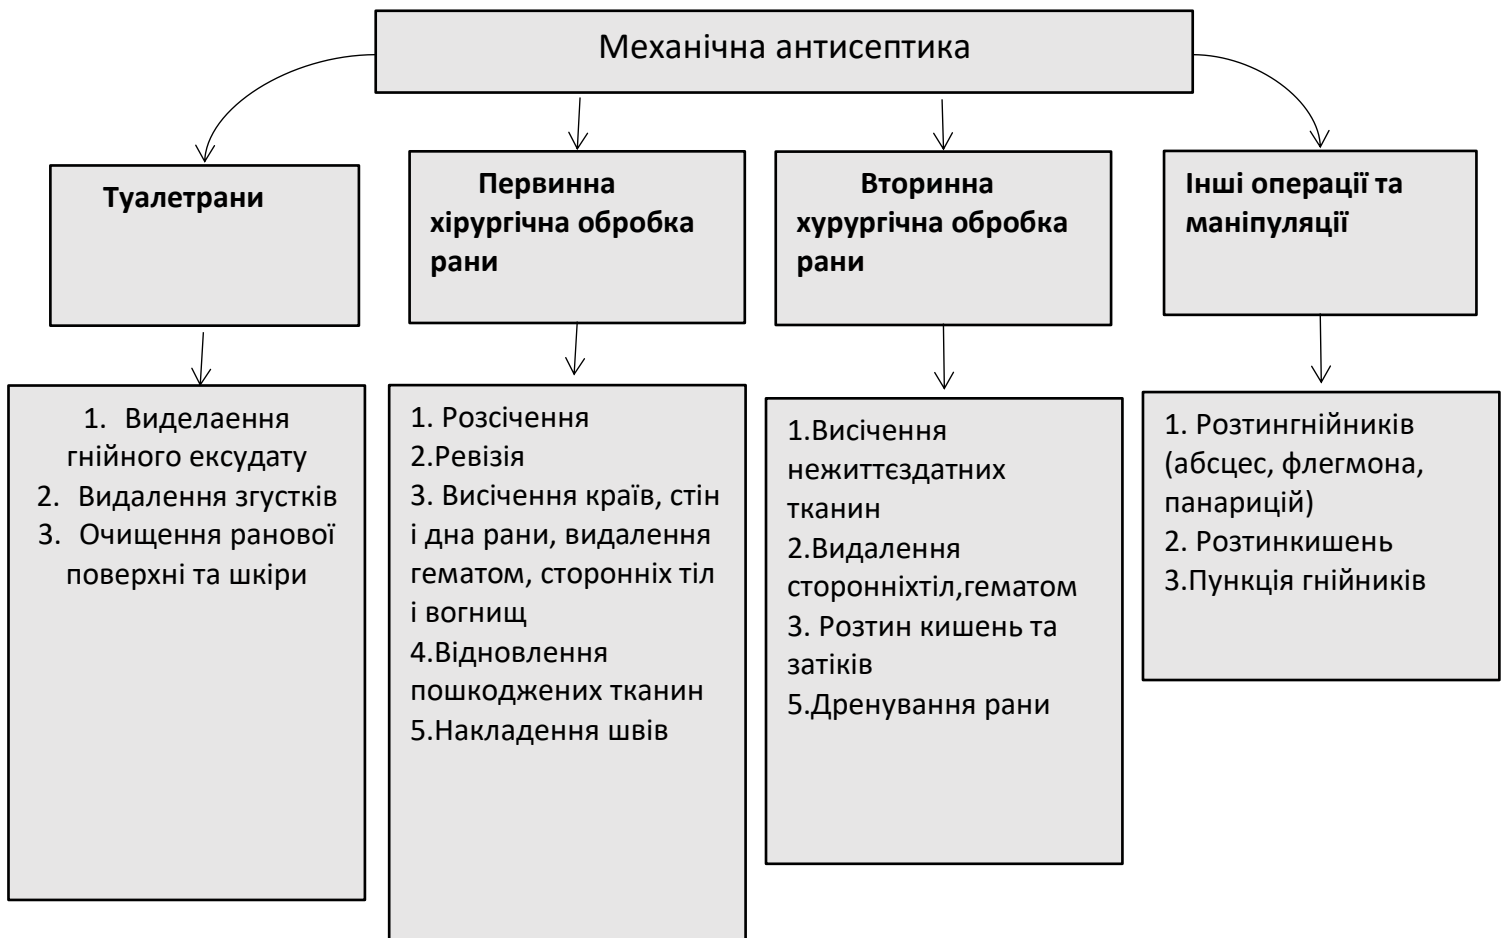 Механічна антисептика
Туалетрани
Первинна
хірургічна обробка
рани
Вторинна
хурургічна обробка
рани
Інші операції та
маніпуляції
1. Виделаення
гнійного ексудату
2. Видалення згустків
3. Очищення ранової
поверхні та шкіри
1. Розсічення
2.Ревізія
3. Висічення країв, стін
і дна рани, видалення
гематом, сторонніх тіл
і вогнищ
4.Відновлення
пошкоджених тканин
5.Накладення швів
1.Висічення
нежиттєздатних
тканин
2.Видалення
сторонніхтіл,гематом
3. Розтин кишень та
затіків
5.Дренування рани
1. Розтингнійників
(абсцес, флегмона,
панарицій)
2. Розтинкишень
3.Пункція гнійників